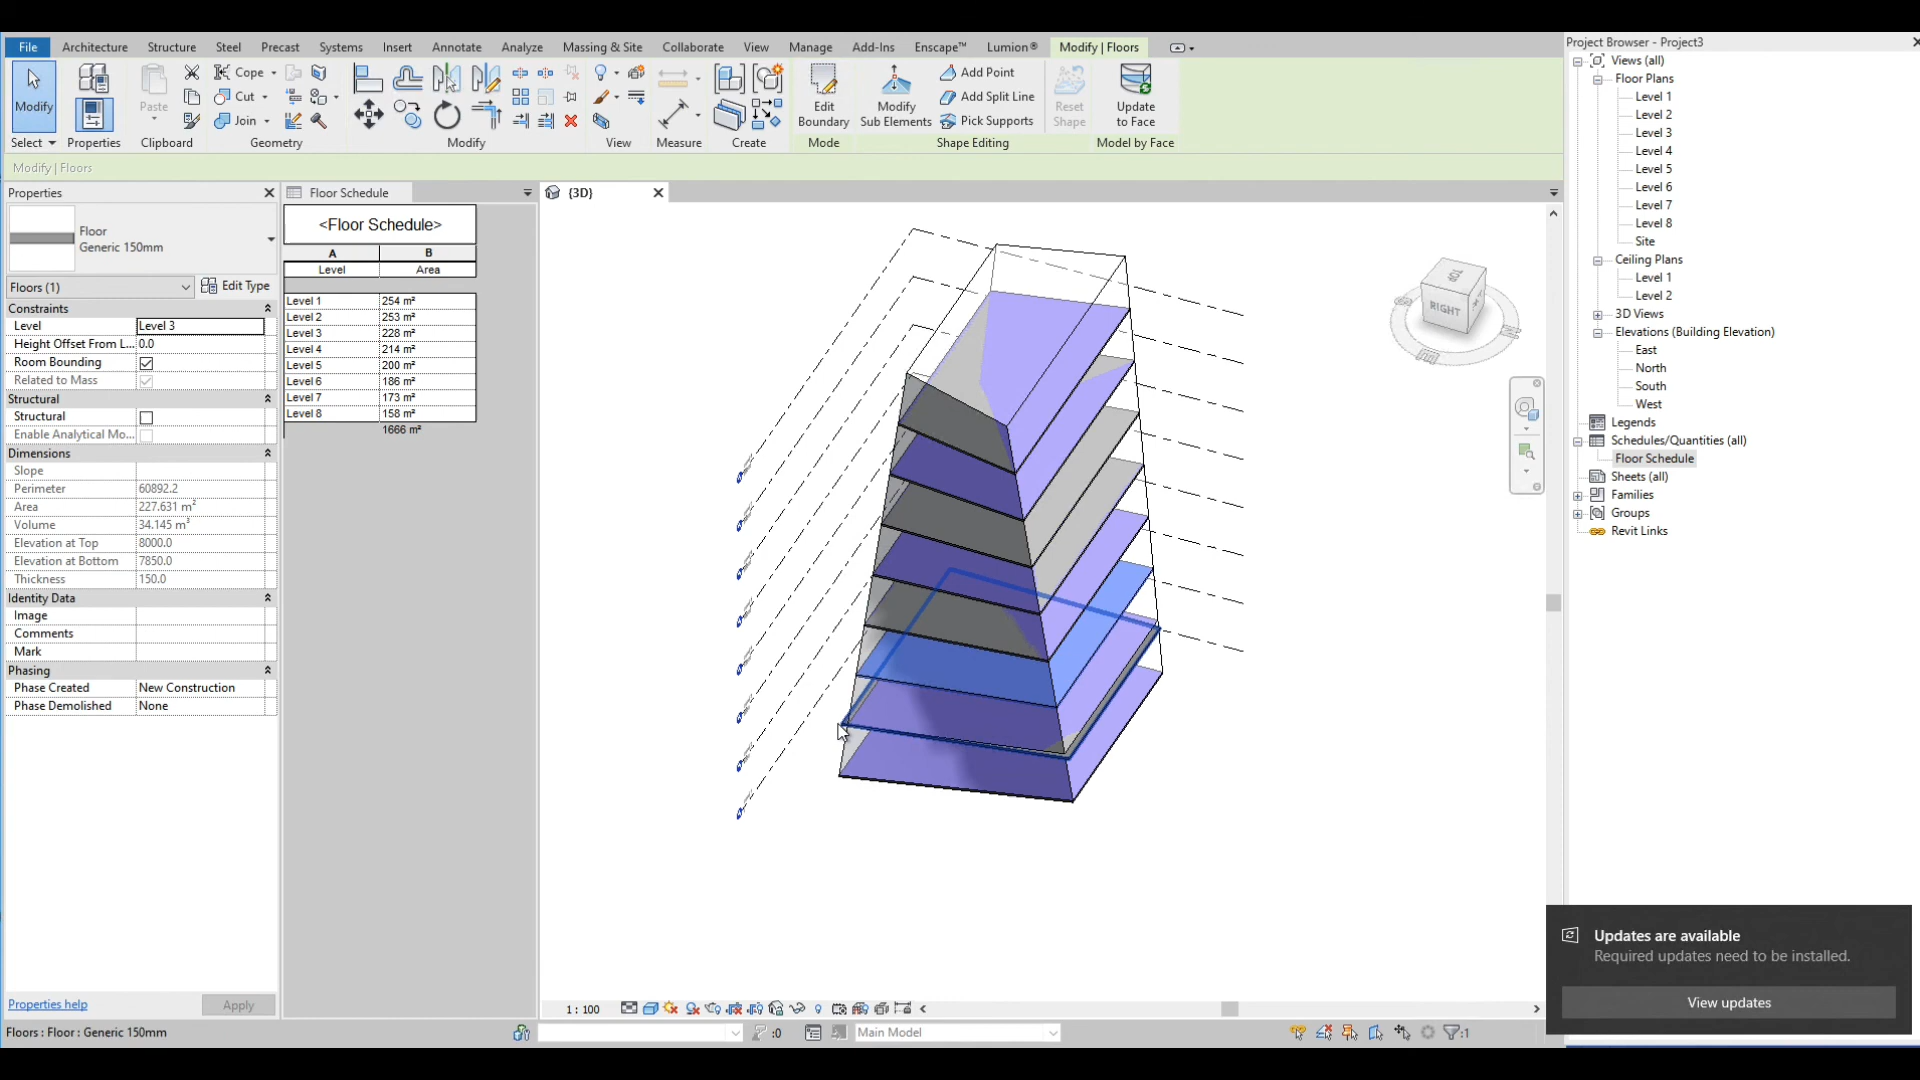 File Architecture Structure Steel Precast Systems Insert Annotate Analyze Massing & Site Collaborate View Manage Add-Ins Enscape™ Lumion® Modify | Floors
Modify
Paste
Cope
Cut
Join
Edit Boundary
Modify Sub Elements
Add Point
Add Split Line
Pick Supports
Reset Shape
Update to Face
Select Properties Clipboard Geometry Modify View Measure Create Mode Shape Editing Model by Face
Modify | Floors
Properties
Floor
Generic 150mm
Floors (1) Edit Type
Constraints
Level Level 3
Height Offset From L... 0.0
Room Bounding
Related to Mass
Structural
Structural
Enable Analytical Mo...
Dimensions
Slope
Perimeter 60892.2
Area 227.631 m²
Volume 34.145 m³
Elevation at Top 8000.0
Elevation at Bottom 7850.0
Thickness 150.0
Identity Data
Image
Comments
Mark
Phasing
Phase Created New Construction
Phase Demolished None
Properties help Apply
Floor Schedule
<Floor Schedule>
A B
Level Area
Level 1 254 m²
Level 2 253 m²
Level 3 228 m²
Level 4 214 m²
Level 5 200 m²
Level 6 186 m²
Level 7 173 m²
Level 8 158 m²
1666 m²
{3D}
TOP
RIGHT
1 : 100
Project Browser - Project3
Views (all)
Floor Plans
Level 1
Level 2
Level 3
Level 4
Level 5
Level 6
Level 7
Level 8
Site
Ceiling Plans
Level 1
Level 2
3D Views
Elevations (Building Elevation)
East
North
South
West
Legends
Schedules/Quantities (all)
Floor Schedule
Sheets (all)
Families
Groups
Revit Links
Updates are available
Required updates need to be installed.
View updates
Floors : Floor : Generic 150mm
:0
Main Model
:1